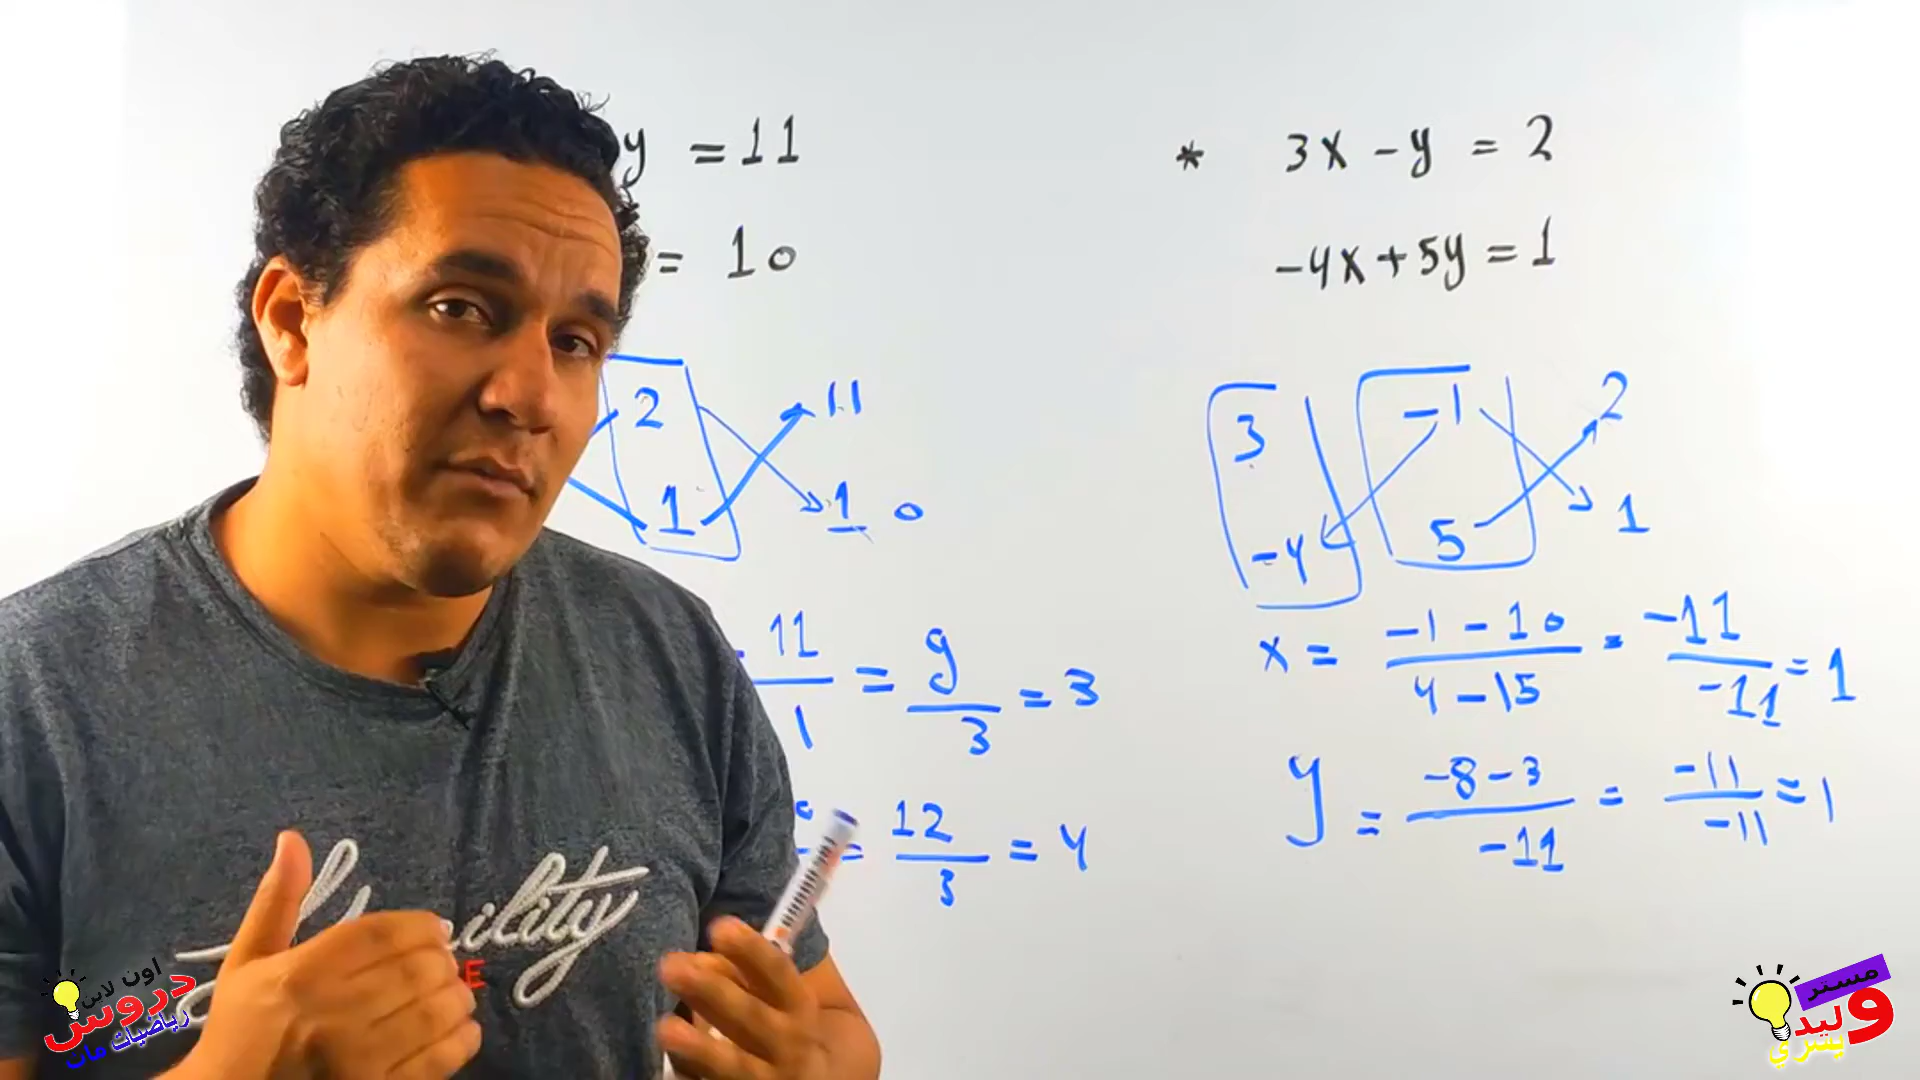 y = 11
= 10
2 11
1 10
- 11
1
= 9/3 = 3
= 12/3 = 4
* 3x - y = 2
-4x + 5y = 1
3 -1 2
-4 5 1
x = -1 - 10 / 4 - 15 = -11 / -11 = 1
y = -8 - 3 / -11 = -11 / -11 = 1
اون لاين
دروس
رياضيات مات
مستر
وليد
يسري